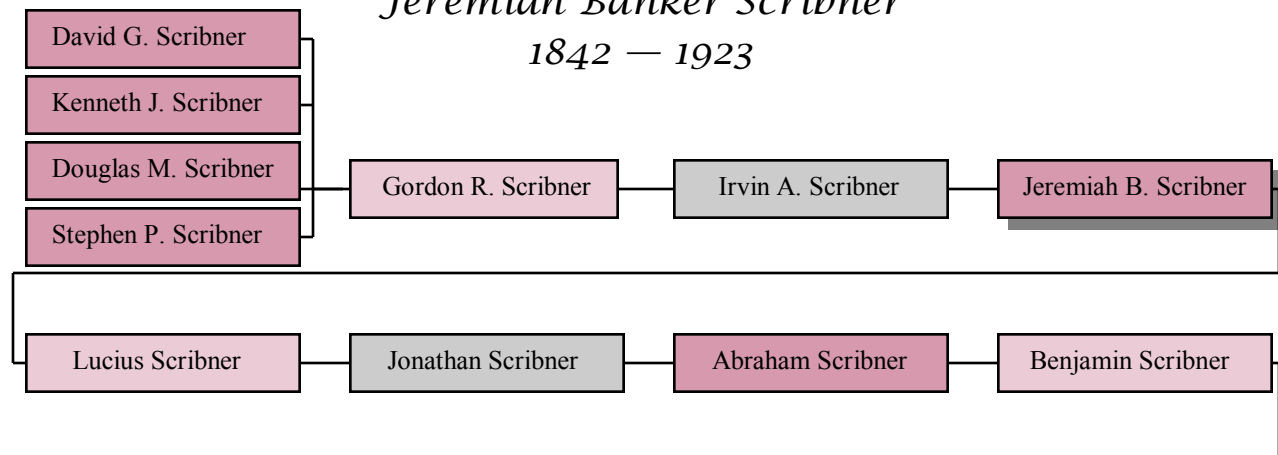 Jeremiah Banker Scribner
1842 — 1923
David G. Scribner
Kenneth J. Scribner
Douglas M. Scribner
Stephen P. Scribner
Gordon R. Scribner
Irvin A. Scribner
Jeremiah B. Scribner
Lucius Scribner
Jonathan Scribner
Abraham Scribner
Benjamin Scribner